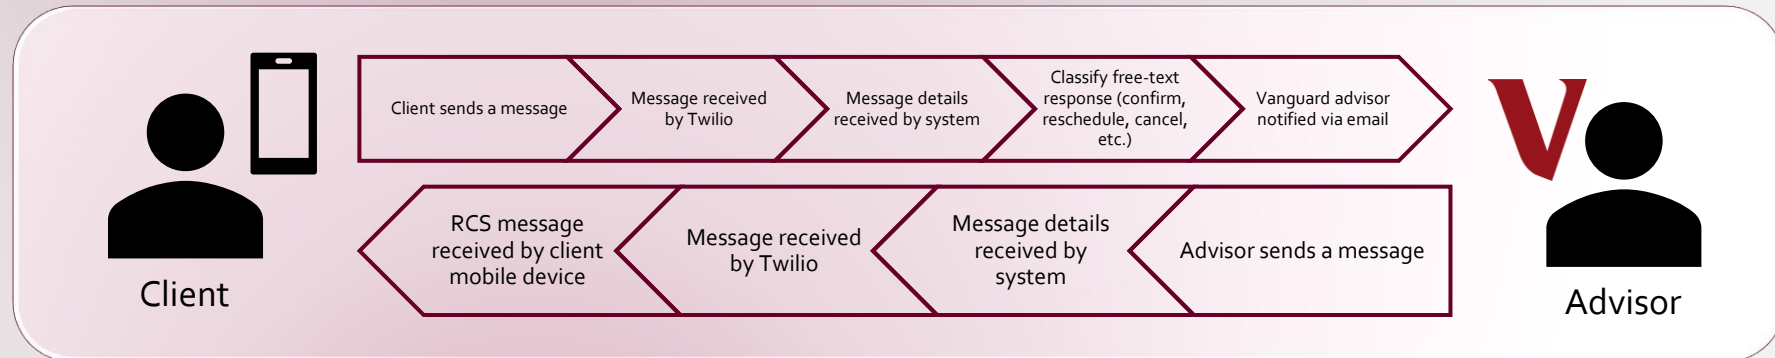 Client sends a message
Message received
by Twilio
Message details
received by system
Classify free-text
response (confirm,
reschedule, cancel,
etc.)
Vanguard advisor
notified via email
RCS message
received by client
mobile device
Message received
by Twilio
Message details
received by
system
Advisor sends a message
Client
V
Advisor